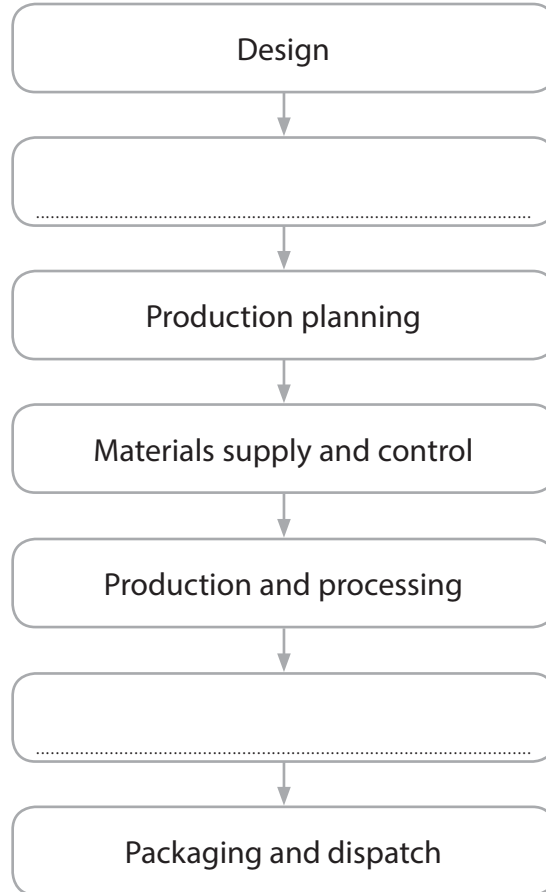 Design
Production planning
Materials supply and control
Production and processing
Packaging and dispatch